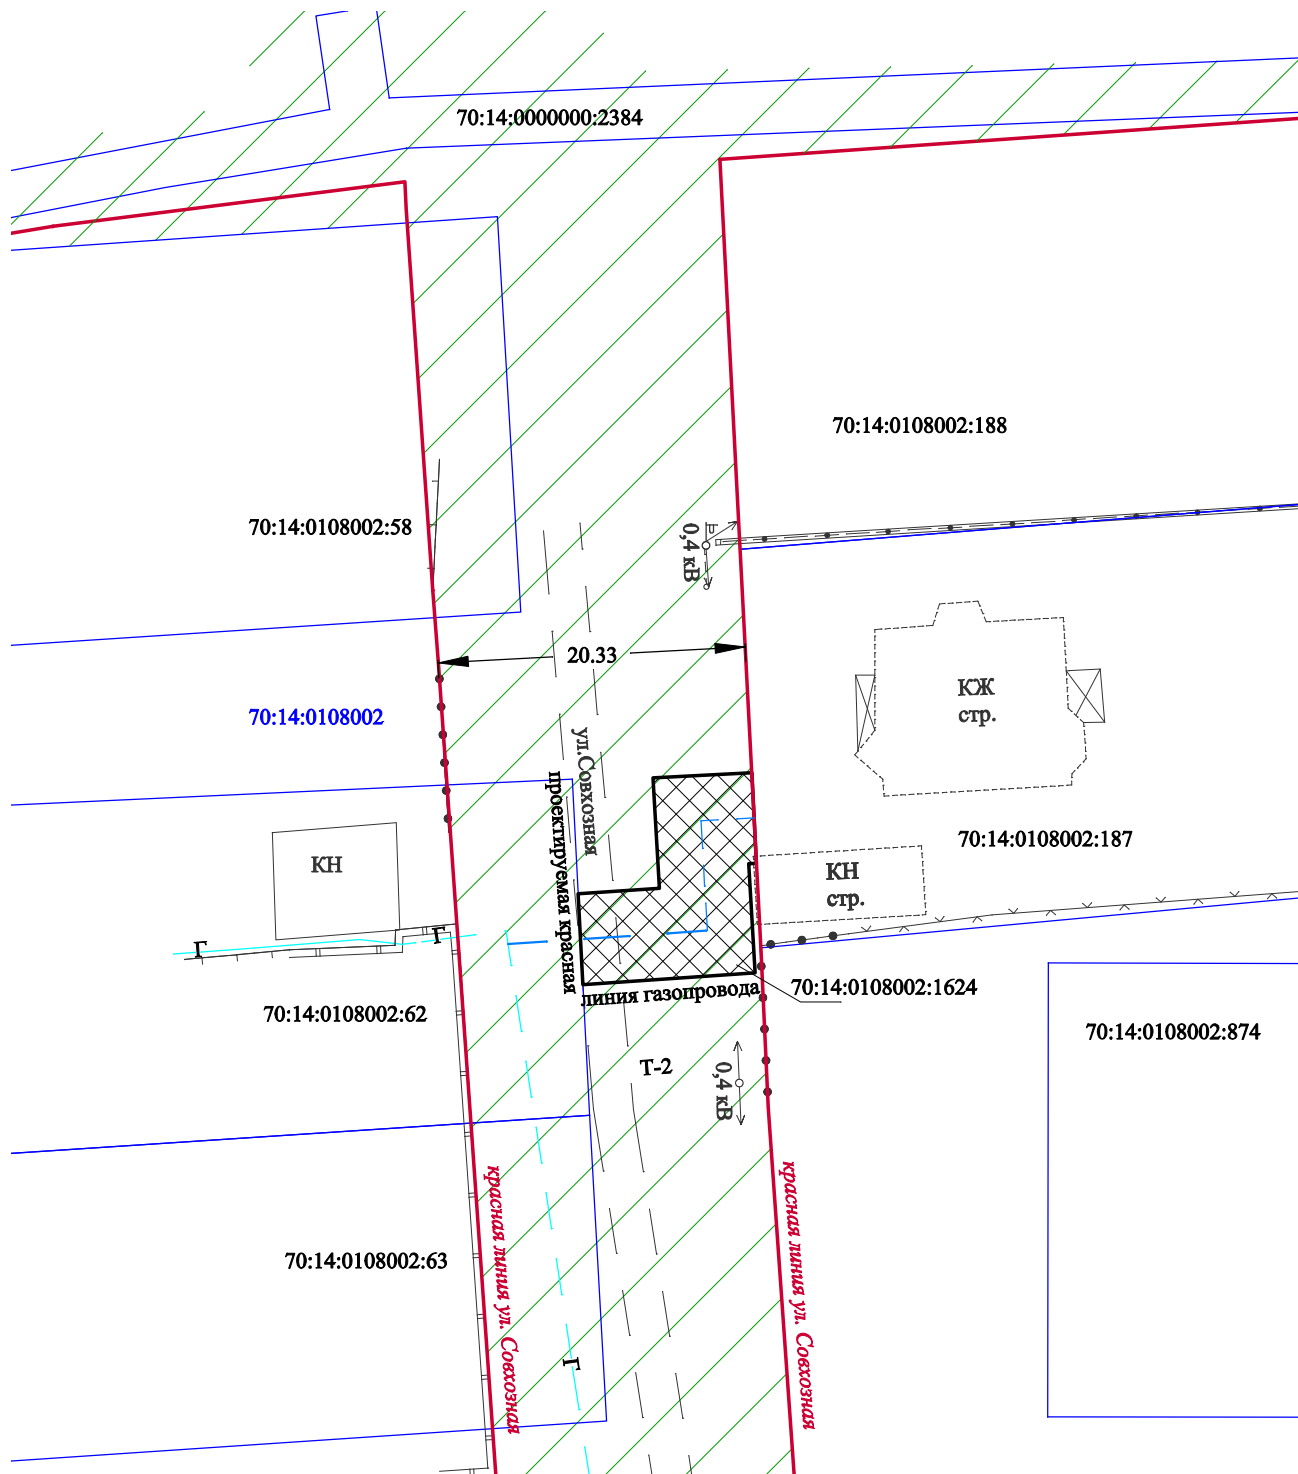 70:14:0000000:2384
70:14:0108002:188
70:14:0108002:58
0,4 кВ
20.33
КЖ
стр.
70:14:0108002
ул.Совхозная
проектируемая красная
линия газопровода
КН
КН
стр.
70:14:0108002:187
Г
Г
70:14:0108002:1624
70:14:0108002:62
70:14:0108002:874
Т-2
0,4 кВ
красная линия ул. Совхозная
красная линия ул. Совхозная
70:14:0108002:63
Г